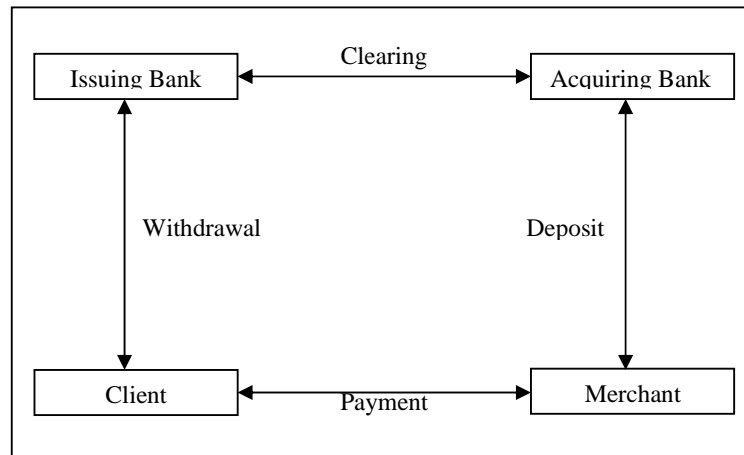 Clearing
Issuing Bank
Acquiring Bank
Withdrawal
Deposit
Client
Merchant
Payment